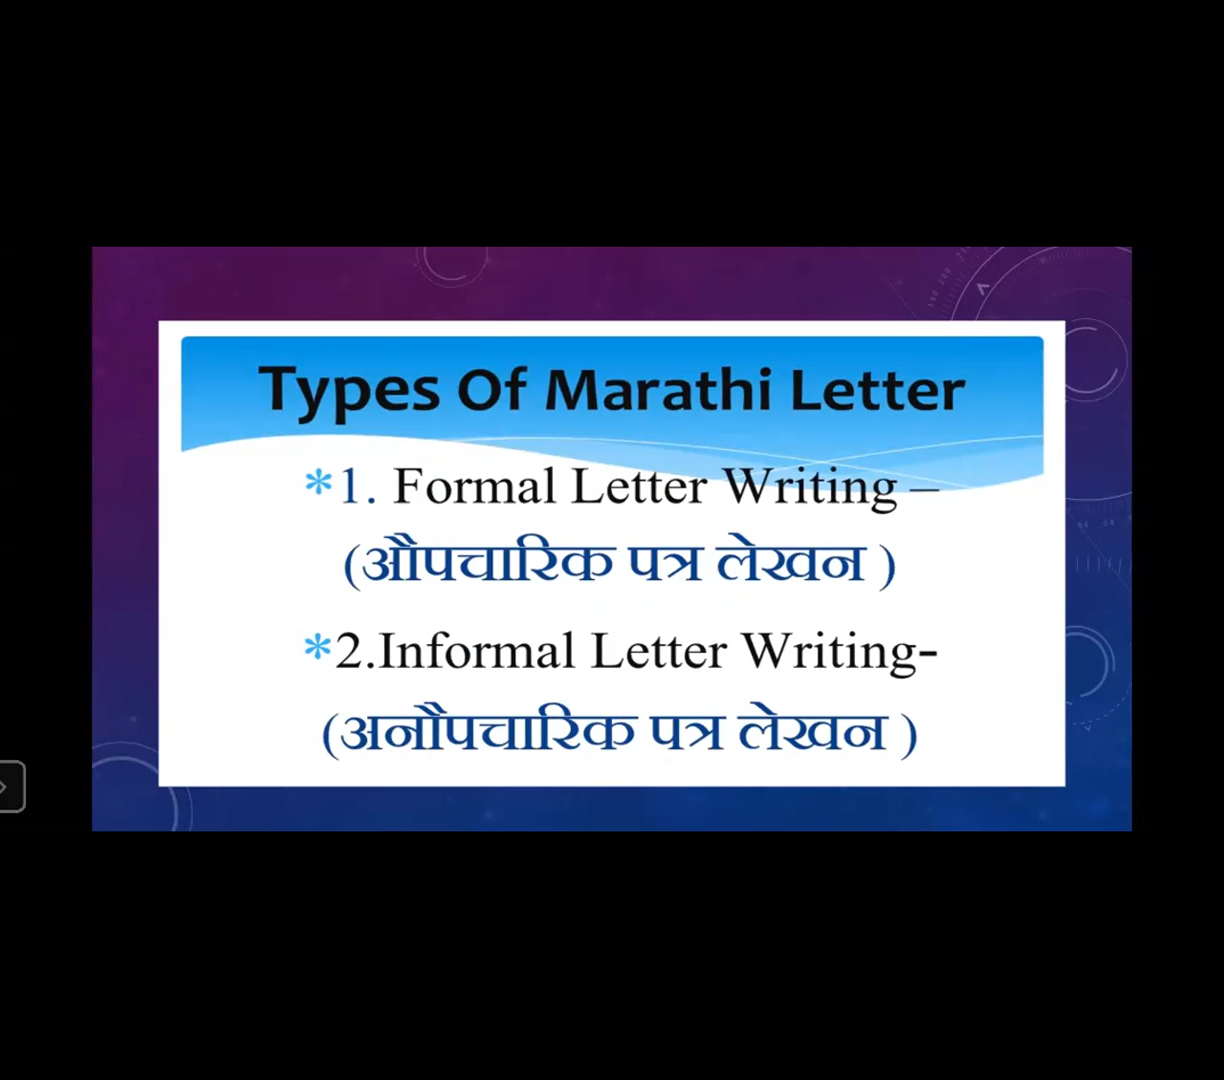 Types Of Marathi Letter
*1. Formal Letter Writing –
(औपचारिक पत्र लेखन )
*2.Informal Letter Writing-
(अनौपचारिक पत्र लेखन )